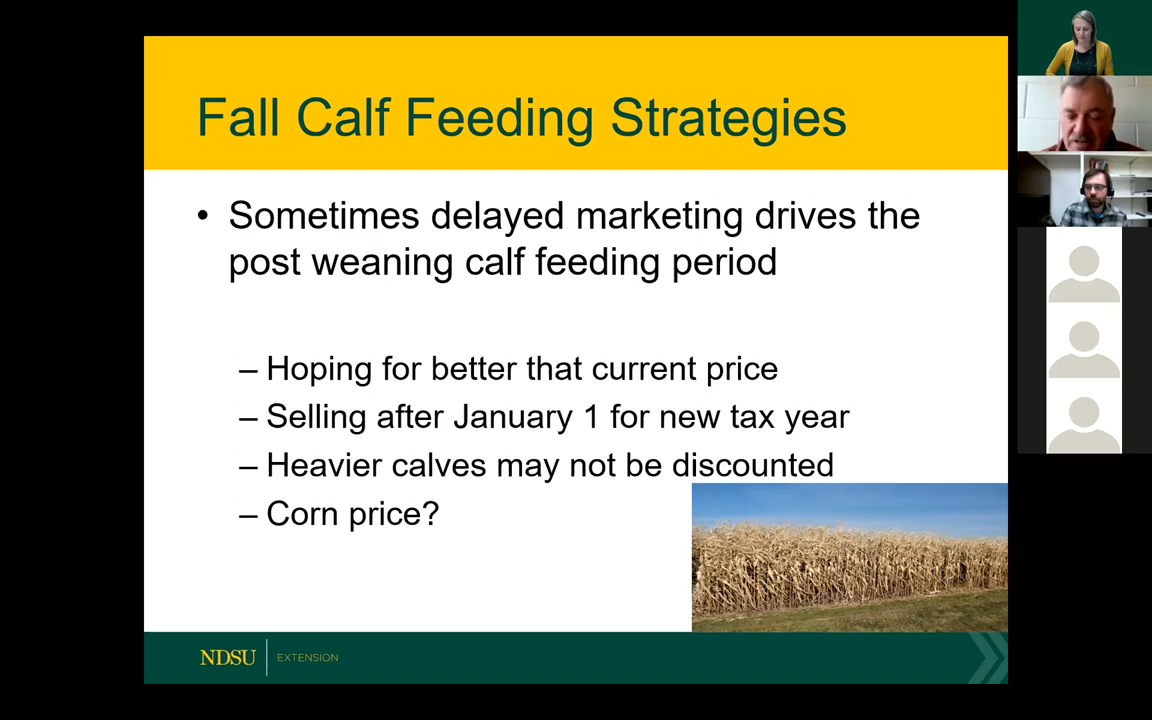 Fall Calf Feeding Strategies
• Sometimes delayed marketing drives the
post weaning calf feeding period
– Hoping for better that current price
– Selling after January 1 for new tax year
– Heavier calves may not be discounted
– Corn price?
NDSU EXTENSION